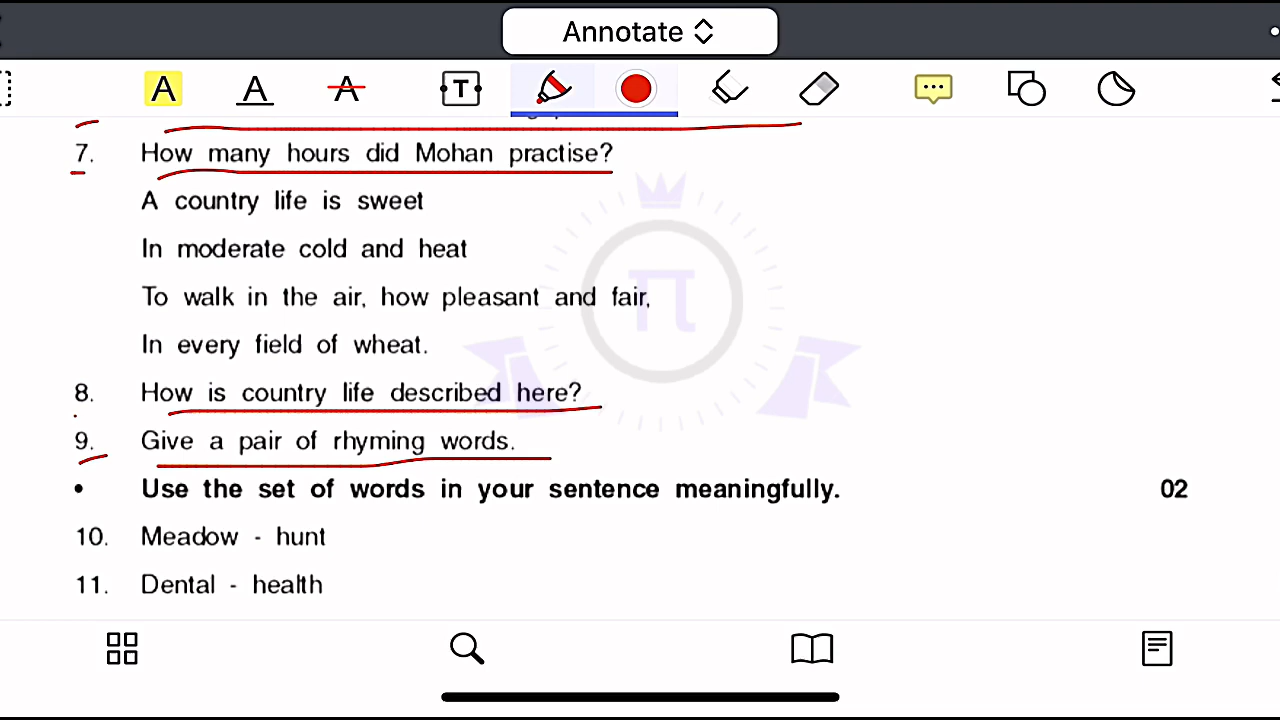 Annotate
A A A T
7. How many hours did Mohan practise?
A country life is sweet
In moderate cold and heat
To walk in the air, how pleasant and fair,
In every field of wheat.
8. How is country life described here?
9. Give a pair of rhyming words.
• Use the set of words in your sentence meaningfully. 02
10. Meadow - hunt
11. Dental - health
π